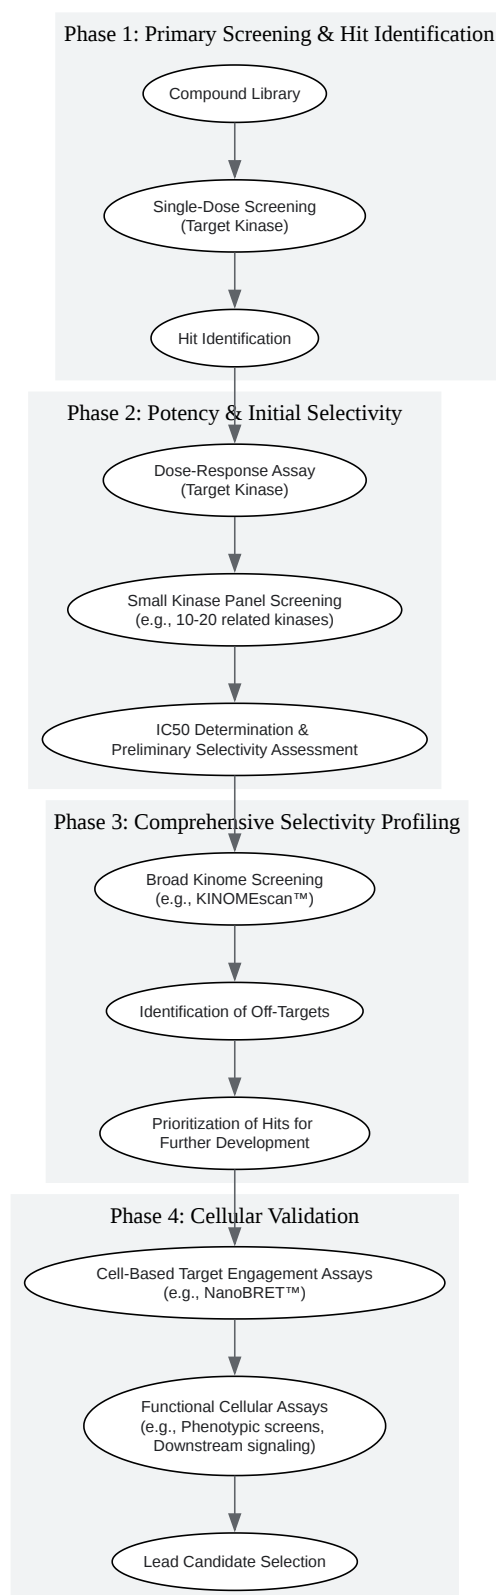 Phase 1: Primary Screening & Hit Identification
Compound Library
Single-Dose Screening
(Target Kinase)
Hit Identification
Phase 2: Potency & Initial Selectivity
Dose-Response Assay
(Target Kinase)
Small Kinase Panel Screening
(e.g., 10-20 related kinases)
IC50 Determination &
Preliminary Selectivity Assessment
Phase 3: Comprehensive Selectivity Profiling
Broad Kinome Screening
(e.g., KINOMEscan™)
Identification of Off-Targets
Prioritization of Hits for
Further Development
Phase 4: Cellular Validation
Cell-Based Target Engagement Assays
(e.g., NanoBRET™)
Functional Cellular Assays
(e.g., Phenotypic screens,
Downstream signaling)
Lead Candidate Selection